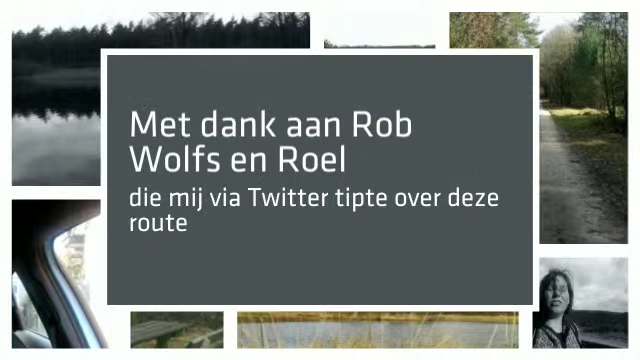 Met dank aan Rob
Wolfs en Roel
die mij via Twitter tipte over deze
route